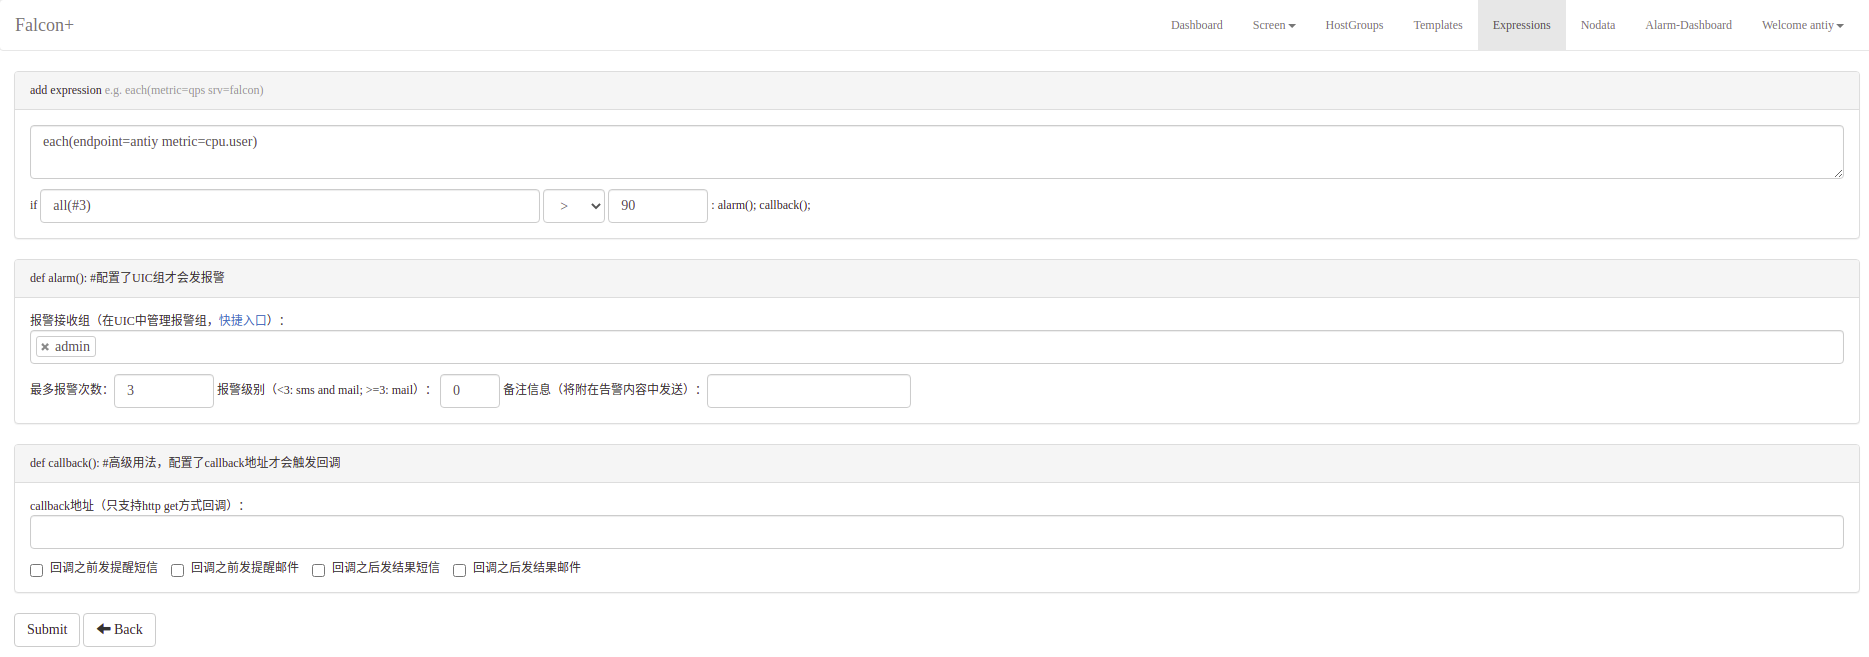 Falcon+ Dashboard Screen HostGroups Templates Expressions Nodata Alarm-Dashboard Welcome antiy
add expression e.g. each(metric=qps srv=falcon)
each(endpoint=antiy metric=cpu.user)
if all(#3) > 90 : alarm(); callback();
def alarm(): #配置了UIC组才会发报警
报警接收组（在UIC中管理报警组，快捷入口）：
✖ admin
最多报警次数： 3 报警级别（<3: sms and mail; >=3: mail）： 0 备注信息（将附在告警内容中发送）：
def callback(): #高级用法，配置了callback地址才会触发回调
callback地址（只支持http get方式回调）：
回调之前发提醒短信 回调之前发提醒邮件 回调之后发结果短信 回调之后发结果邮件
Submit Back